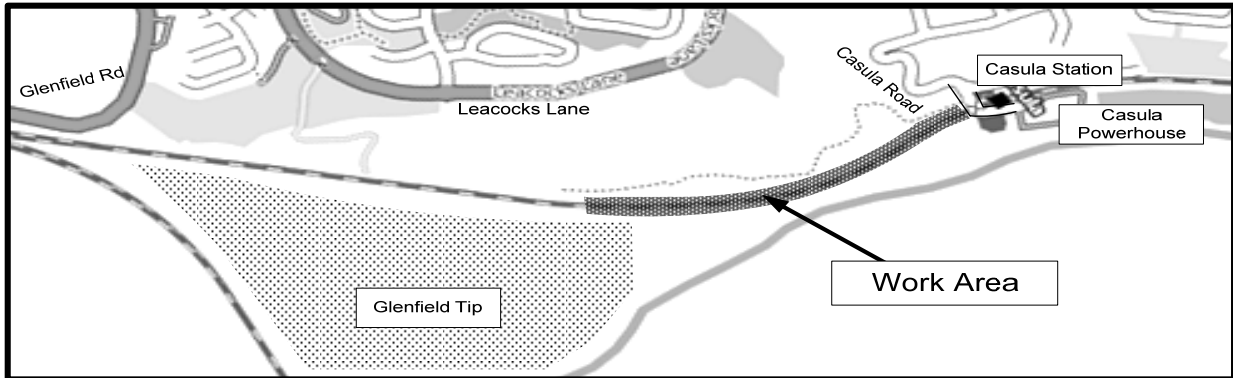 Glenfield Rd
Leacocks Lane
Leacocks Lane
Casula Road
Casula Station
Casula
Powerhouse
Work Area
Glenfield Tip